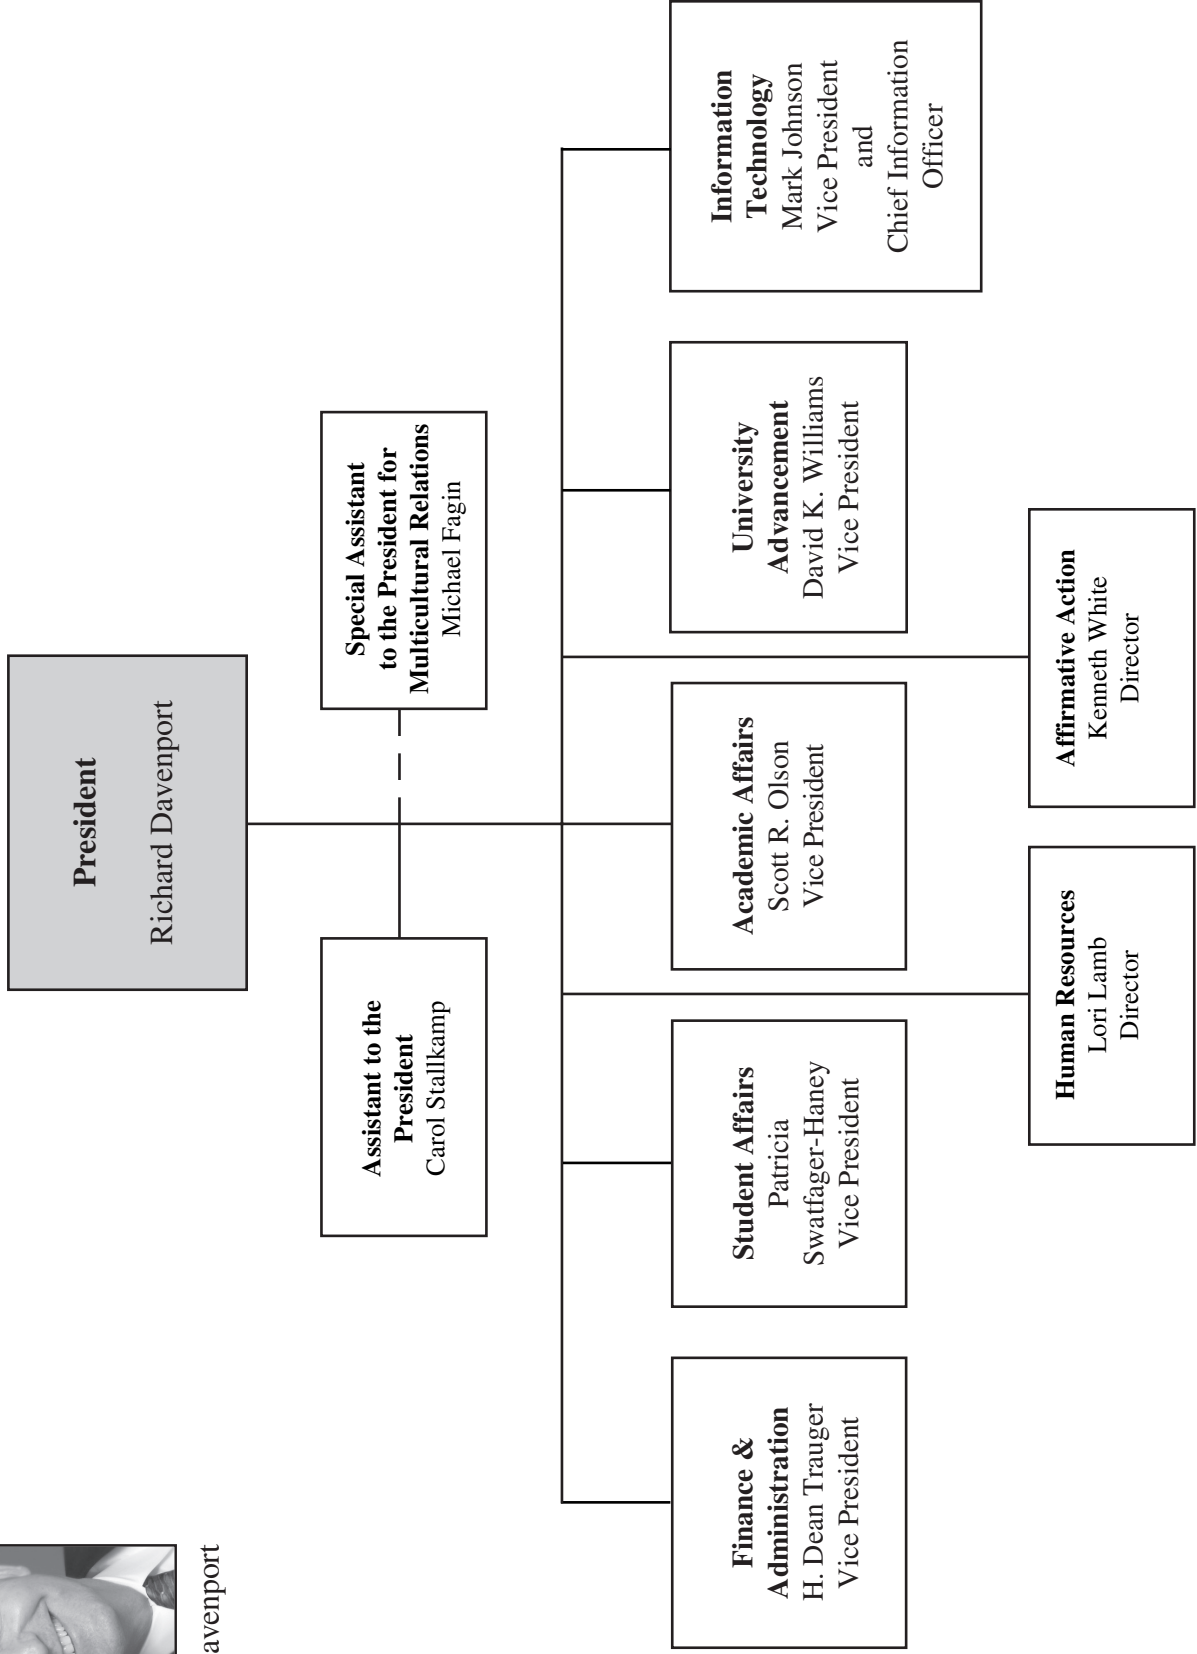 President
Richard Davenport
Assistant to the
President
Carol Stallkamp
Special Assistant
to the President for
Multicultural Relations
Michael Fagin
Finance &
Administration
H. Dean Trauger
Vice President
Student Affairs
Patricia
Swatfager-Haney
Vice President
Academic Affairs
Scott R. Olson
Vice President
University
Advancement
David K. Williams
Vice President
Information
Technology
Mark Johnson
Vice President
and
Chief Information
Officer
Human Resources
Lori Lamb
Director
Affirmative Action
Kenneth White
Director
avenport